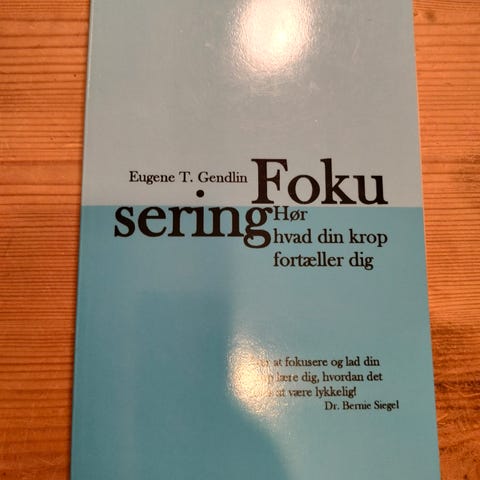 Eugene T. Gendlin
Foku
sering
Hør
hvad din krop
fortæller dig
at fokusere og lad din
lære dig, hvordan det
at være lykkelig!
Dr. Bernie Siegel